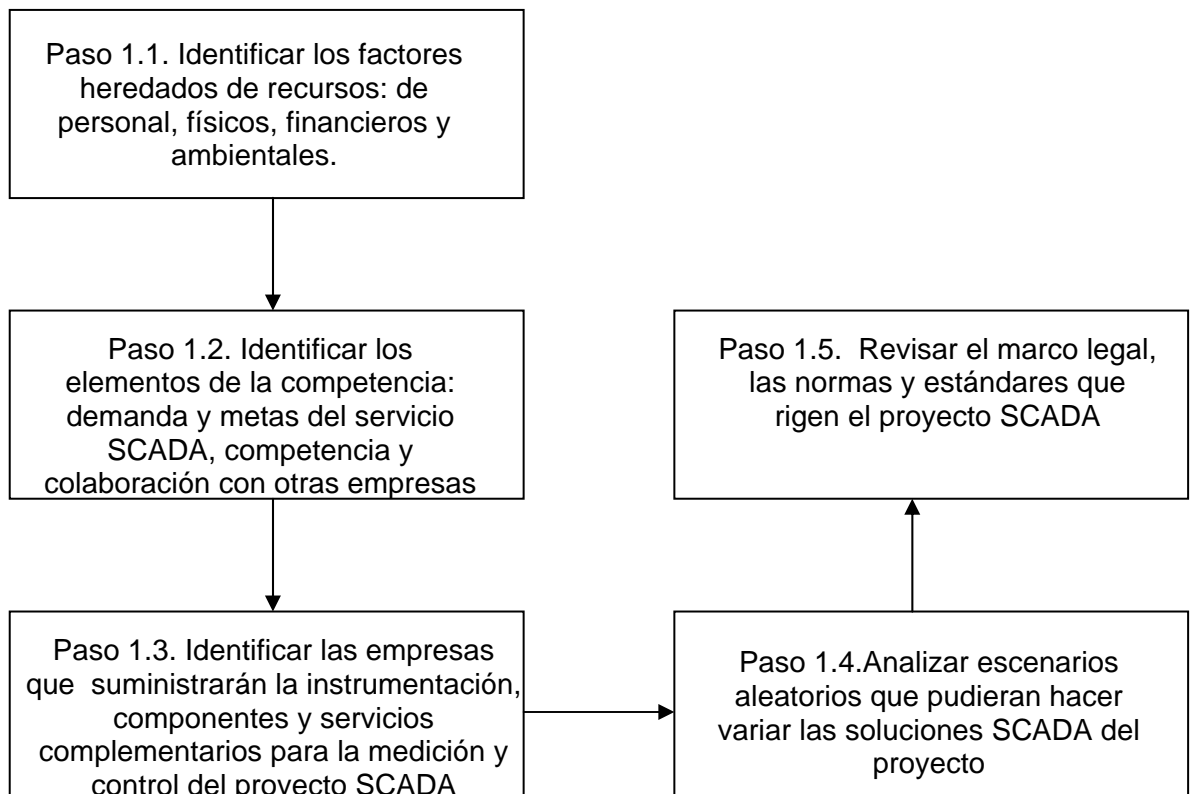 Paso 1.1. Identificar los factores
heredados de recursos: de
personal, físicos, financieros y
ambientales.
Paso 1.2. Identificar los
elementos de la competencia:
demanda y metas del servicio
SCADA, competencia y
colaboración con otras empresas
Paso 1.3. Identificar las empresas
que suministrarán la instrumentación,
componentes y servicios
complementarios para la medición y
control del proyecto SCADA
Paso 1.4.Analizar escenarios
aleatorios que pudieran hacer
variar las soluciones SCADA del
proyecto
Paso 1.5. Revisar el marco legal,
las normas y estándares que
rigen el proyecto SCADA